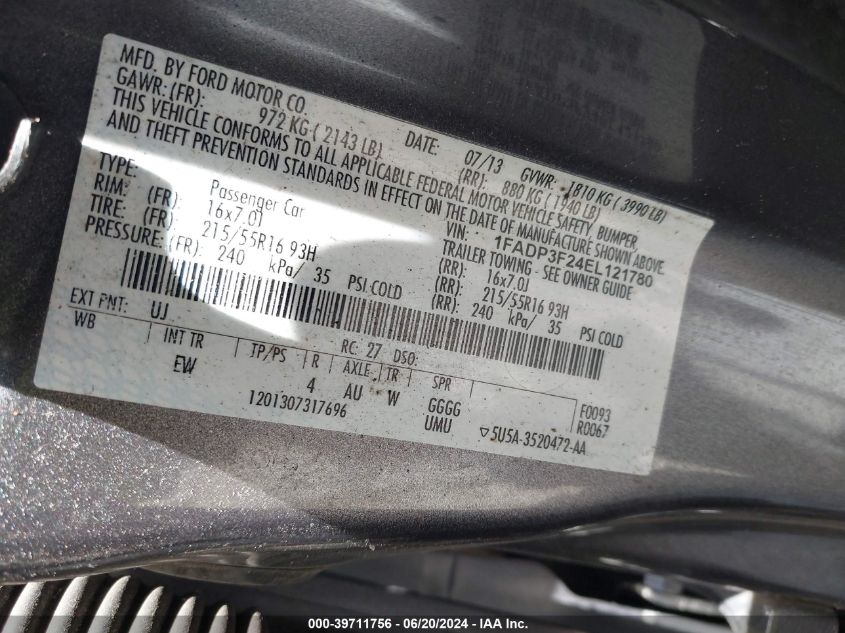 MFD. BY FORD MOTOR CO.
DATE: 07/13 GVWR: 1810 KG ( 3990 LB)
GAWR:(FR): 972 KG ( 2143 LB) (RR): 880 KG ( 1940 LB)
THIS VEHICLE CONFORMS TO ALL APPLICABLE FEDERAL MOTOR VEHICLE SAFETY, BUMPER
AND THEFT PREVENTION STANDARDS IN EFFECT ON THE DATE OF MANUFACTURE SHOWN ABOVE.
VIN: 1FADP3F24EL121780
TYPE: Passenger Car TRAILER TOWING - SEE OWNER GUIDE
RIM: (FR) 16x7.0J (RR): 16x7.0J
TIRE: (FR) 215/55R16 93H (RR): 215/55R16 93H
PRESSURE: (FR) 240 kPa/ 35 PSI COLD (RR): 240 kPa/ 35 PSI COLD
EXT PNT: UJ RC: 27 DSO:
WB INT TR TP/PS R AXLE TR SPR
EW 4 AU W GGGG F0093
1201307317696 UMU R0067
▽5U5A-3520472-AA
000-39711756 - 06/20/2024 - IAA Inc.